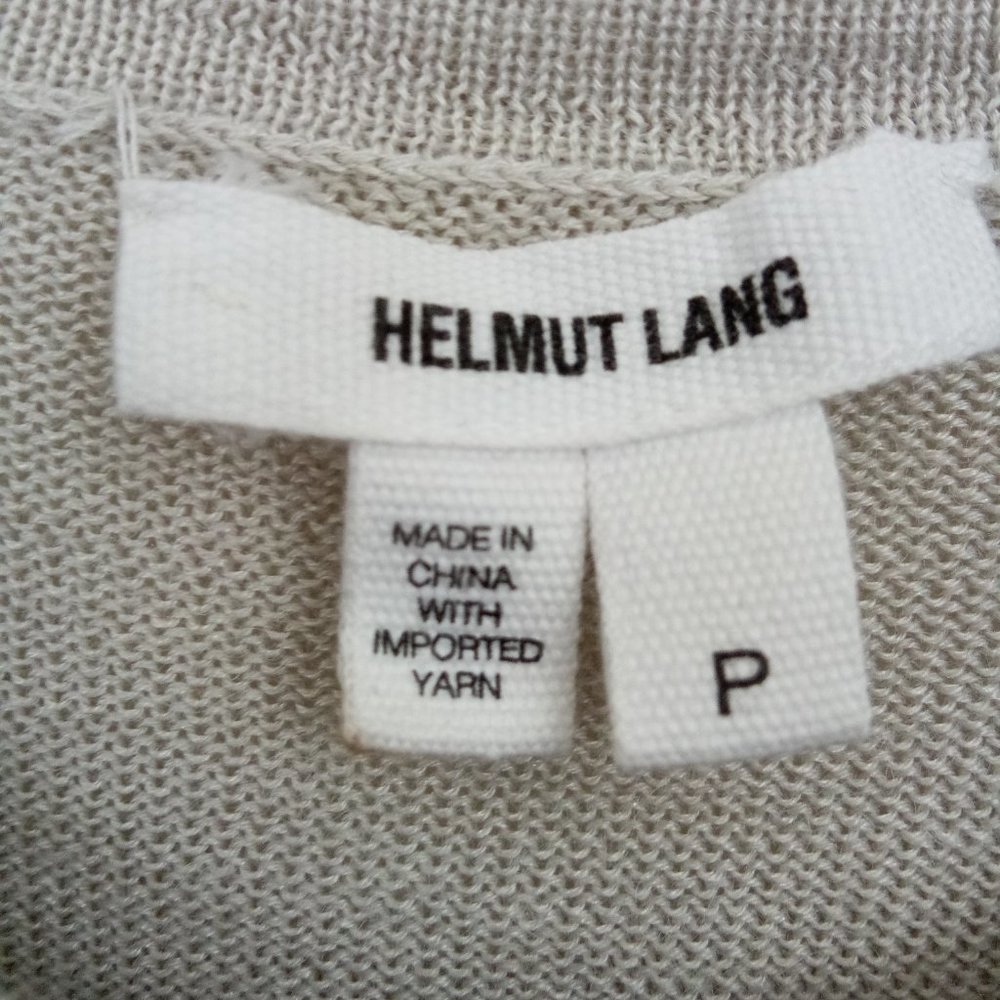 HELMUT LANG
MADE IN
CHINA
WITH
IMPORTED
YARN
P